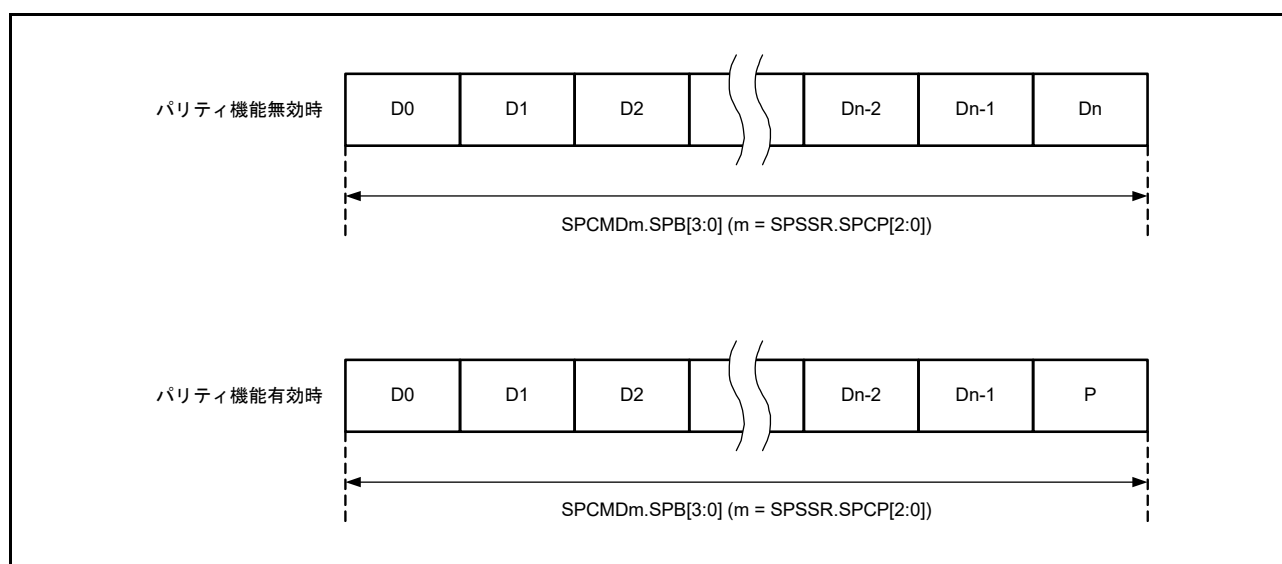 パリティ機能無効時 D0 D1 D2 Dn-2 Dn-1 Dn
SPCMDm.SPB[3:0] (m = SPSSR.SPCP[2:0])
パリティ機能有効時 D0 D1 D2 Dn-2 Dn-1 P
SPCMDm.SPB[3:0] (m = SPSSR.SPCP[2:0])